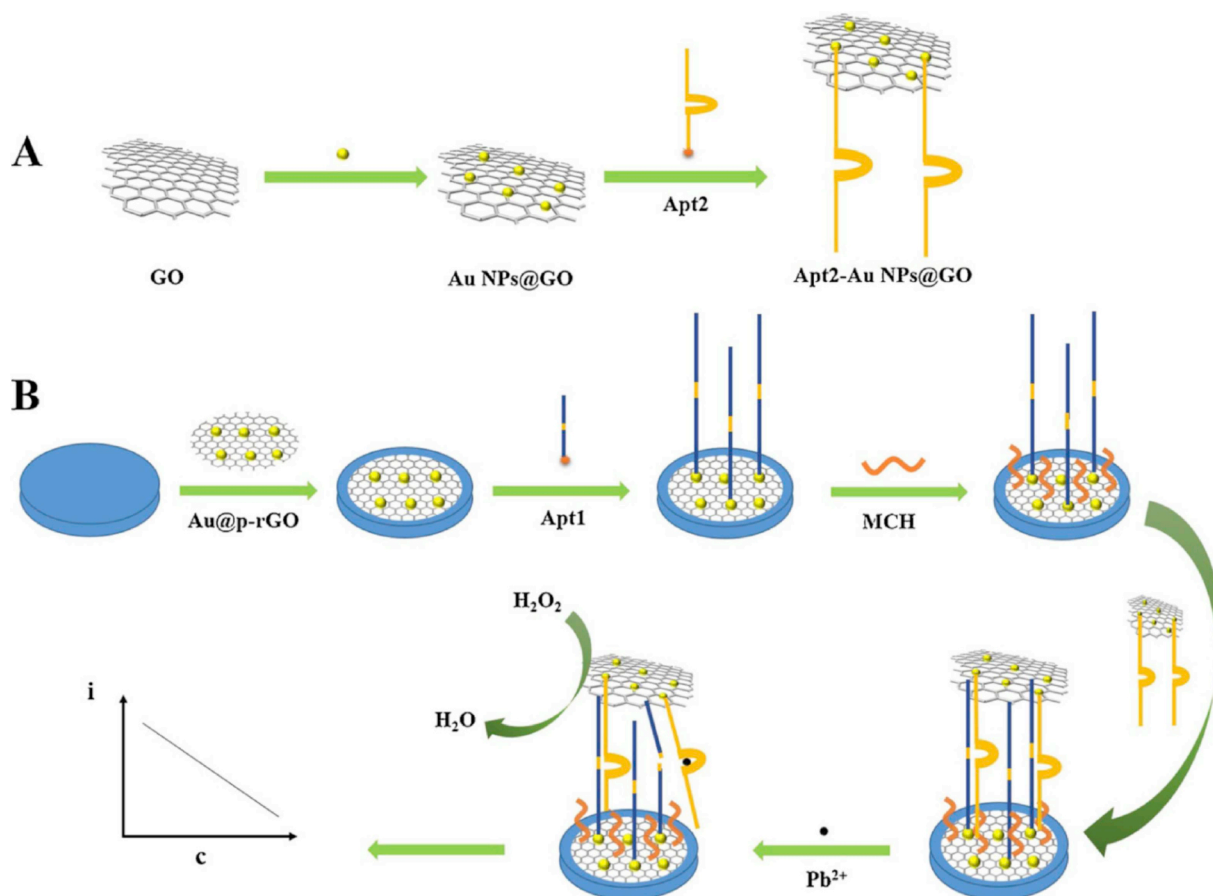 A
GO
Au NPs@GO
Apt2
Apt2-Au NPs@GO
B
Au@p-rGO
Apt1
MCH
H₂O₂
H₂O
i
c
Pb²⁺